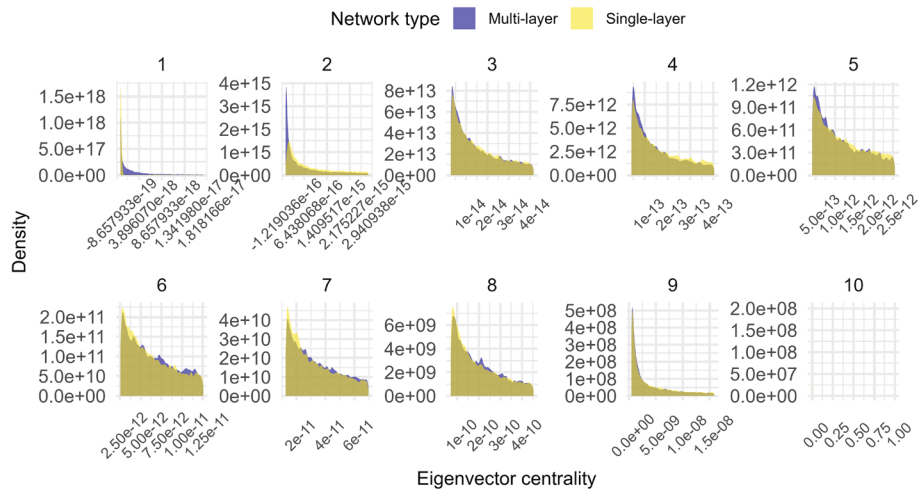 Network type Multi-layer Single-layer
1 2 3 4 5
1.5e+18
1.0e+18
5.0e+17
0.0e+00
-8.657933e-19
3.896070e-18
8.657933e-18
1.341980e-17
1.818166e-17
4e+15
3e+15
2e+15
1e+15
0e+00
-1.219036e-16
6.438068e-16
1.409517e-15
2.175227e-15
2.940938e-15
8e+13
6e+13
4e+13
2e+13
0e+00
1e-14
2e-14
3e-14
4e-14
7.5e+12
5.0e+12
2.5e+12
0.0e+00
1e-13
2e-13
3e-13
4e-13
1.2e+12
9.0e+11
6.0e+11
3.0e+11
0.0e+00
5.0e-13
1.0e-12
1.5e-12
2.0e-12
2.5e-12
Density
6 7 8 9 10
2.0e+11
1.5e+11
1.0e+11
5.0e+10
0.0e+00
2.50e-12
5.00e-12
7.50e-12
1.00e-11
1.25e-11
4e+10
3e+10
2e+10
1e+10
0e+00
2e-11
4e-11
6e-11
6e+09
4e+09
2e+09
0e+00
1e-10
2e-10
3e-10
4e-10
5e+08
4e+08
3e+08
2e+08
1e+08
0e+00
0.0e+00
5.0e-09
1.0e-08
1.5e-08
2.0e+08
1.5e+08
1.0e+08
5.0e+07
0.0e+00
0.00
0.25
0.50
0.75
1.00
Eigenvector centrality